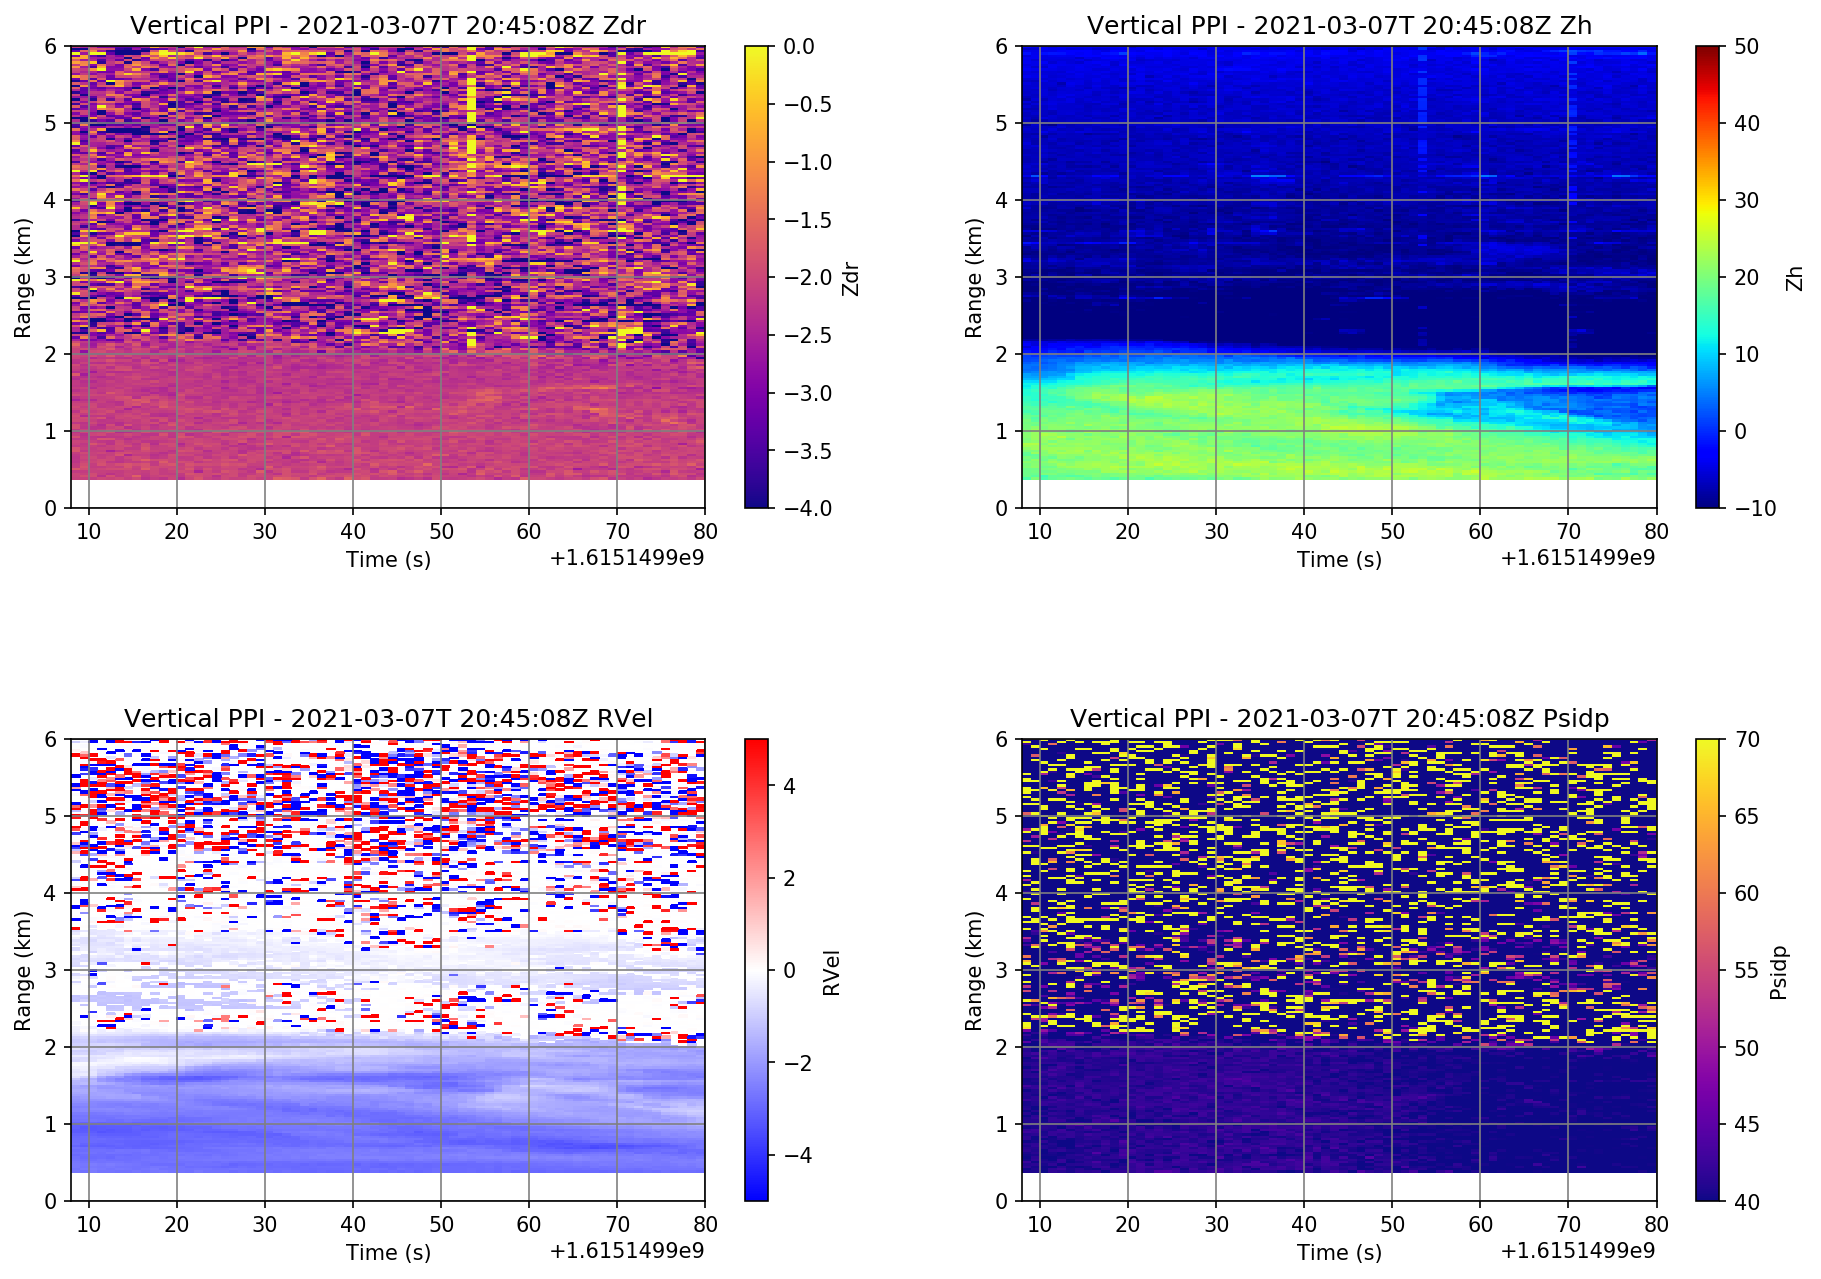 Vertical PPI - 2021-03-07T 20:45:08Z Zdr
6
5
4
3
2
1
0
Range (km)
10 20 30 40 50 60 70 80
Time (s)
+1.6151499e9
0.0
−0.5
−1.0
−1.5
−2.0
−2.5
−3.0
−3.5
−4.0
Zdr
Vertical PPI - 2021-03-07T 20:45:08Z Zh
6
5
4
3
2
1
0
Range (km)
10 20 30 40 50 60 70 80
Time (s)
+1.6151499e9
50
40
30
20
10
0
−10
Zh
Vertical PPI - 2021-03-07T 20:45:08Z RVel
6
5
4
3
2
1
0
Range (km)
10 20 30 40 50 60 70 80
Time (s)
+1.6151499e9
4
2
0
−2
−4
RVel
Vertical PPI - 2021-03-07T 20:45:08Z Psidp
6
5
4
3
2
1
0
Range (km)
10 20 30 40 50 60 70 80
Time (s)
+1.6151499e9
70
65
60
55
50
45
40
Psidp